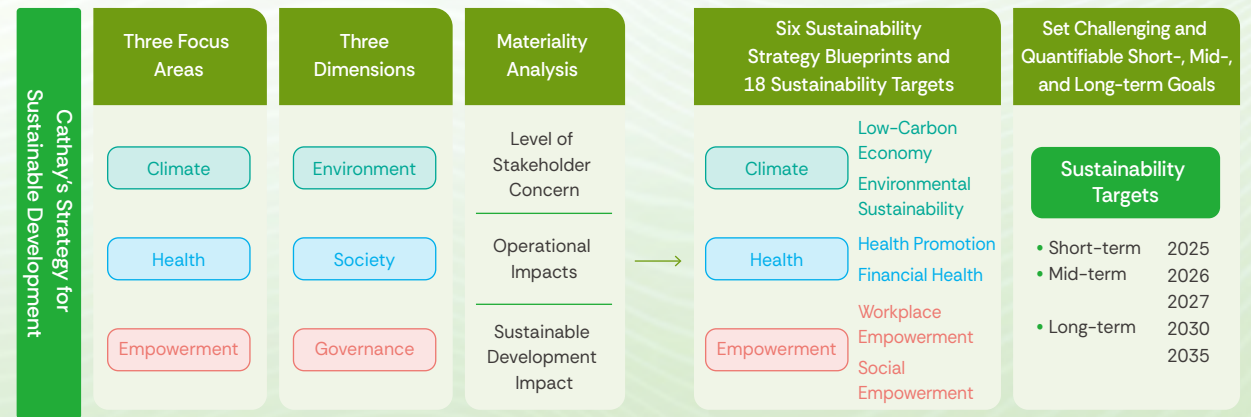 Cathay's Strategy for
Sustainable Development
Three Focus
Areas
Climate
Health
Empowerment
Three
Dimensions
Environment
Society
Governance
Materiality
Analysis
Level of
Stakeholder
Concern
Operational
Impacts
Sustainable
Development
Impact
Six Sustainability
Strategy Blueprints and
18 Sustainability Targets
Climate
Low-Carbon
Economy
Environmental
Sustainability
Health
Health Promotion
Financial Health
Empowerment
Workplace
Empowerment
Social
Empowerment
Set Challenging and
Quantifiable Short-, Mid-,
and Long-term Goals
Sustainability
Targets
• Short-term 2025
• Mid-term 2026
2027
• Long-term 2030
2035